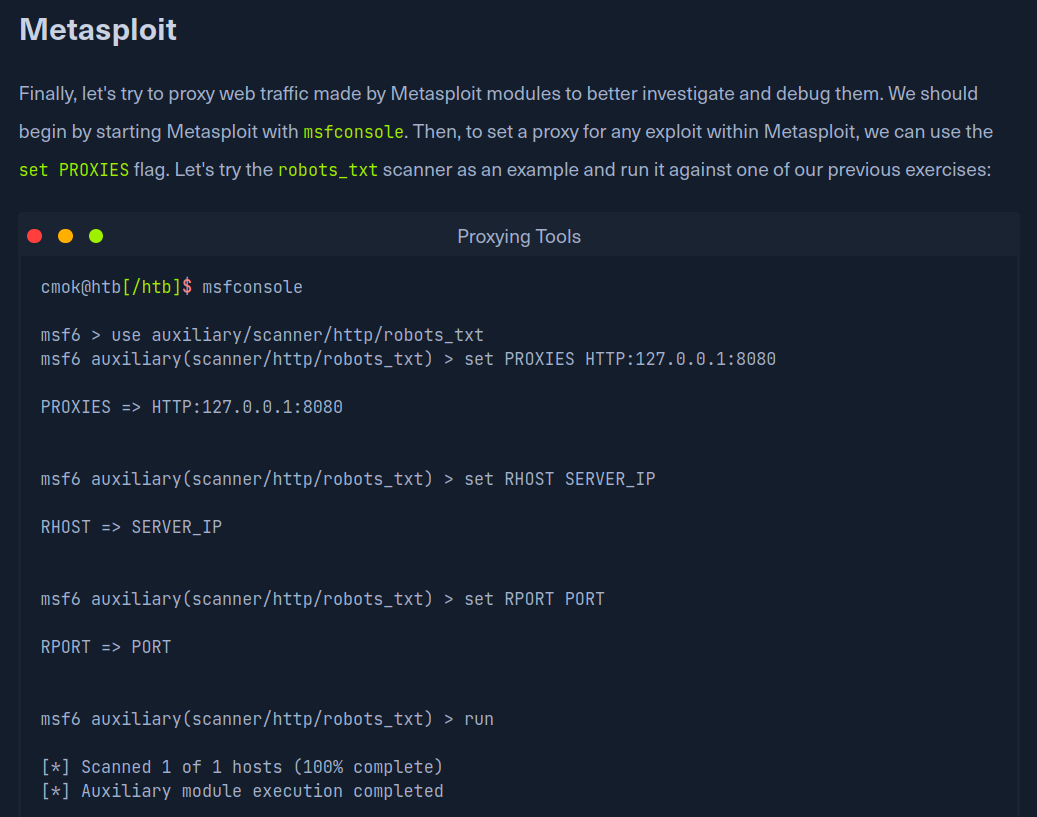 Metasploit
Finally, let's try to proxy web traffic made by Metasploit modules to better investigate and debug them. We should
begin by starting Metasploit with msfconsole. Then, to set a proxy for any exploit within Metasploit, we can use the
set PROXIES flag. Let's try the robots_txt scanner as an example and run it against one of our previous exercises:
Proxying Tools
cmok@htb[/htb]$ msfconsole
msf6 > use auxiliary/scanner/http/robots_txt
msf6 auxiliary(scanner/http/robots_txt) > set PROXIES HTTP:127.0.0.1:8080
PROXIES => HTTP:127.0.0.1:8080
msf6 auxiliary(scanner/http/robots_txt) > set RHOST SERVER_IP
RHOST => SERVER_IP
msf6 auxiliary(scanner/http/robots_txt) > set RPORT PORT
RPORT => PORT
msf6 auxiliary(scanner/http/robots_txt) > run
[*] Scanned 1 of 1 hosts (100% complete)
[*] Auxiliary module execution completed